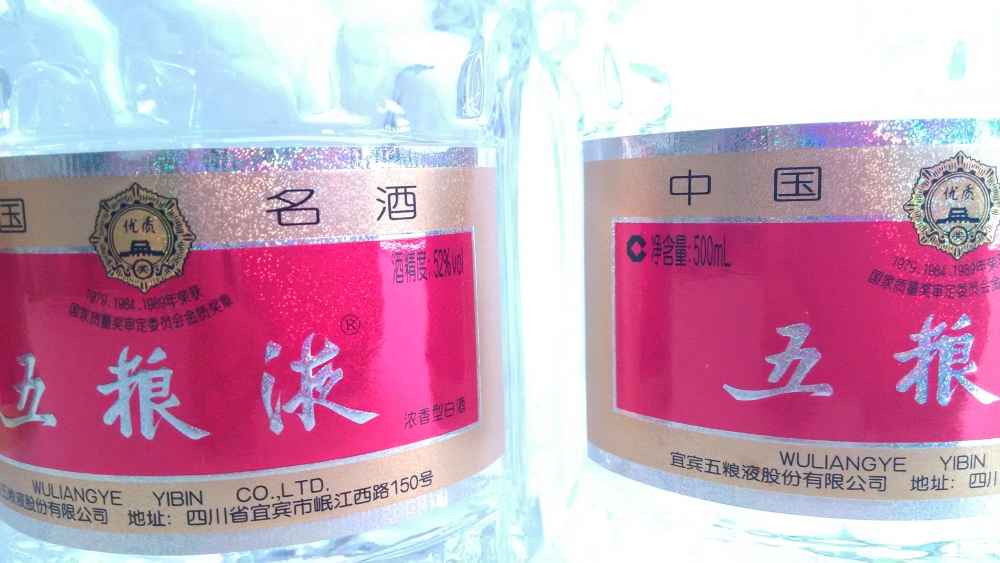 国 名 酒
优质
酒精度:52%vol
1979.1984.1989年荣获
国家质量奖审定委员会金质奖章
五粮液®
浓香型白酒
WULIANGYE YIBIN CO.,LTD.
五粮液股份有限公司 地址:四川省宜宾市岷江西路150号
中 国
优质
净含量:500mL
1979.1984.1989年荣获
国家质量奖审定委员会金质
五粮
WULIANGYE YIBIN
宜宾五粮液股份有限公司 地址:四川